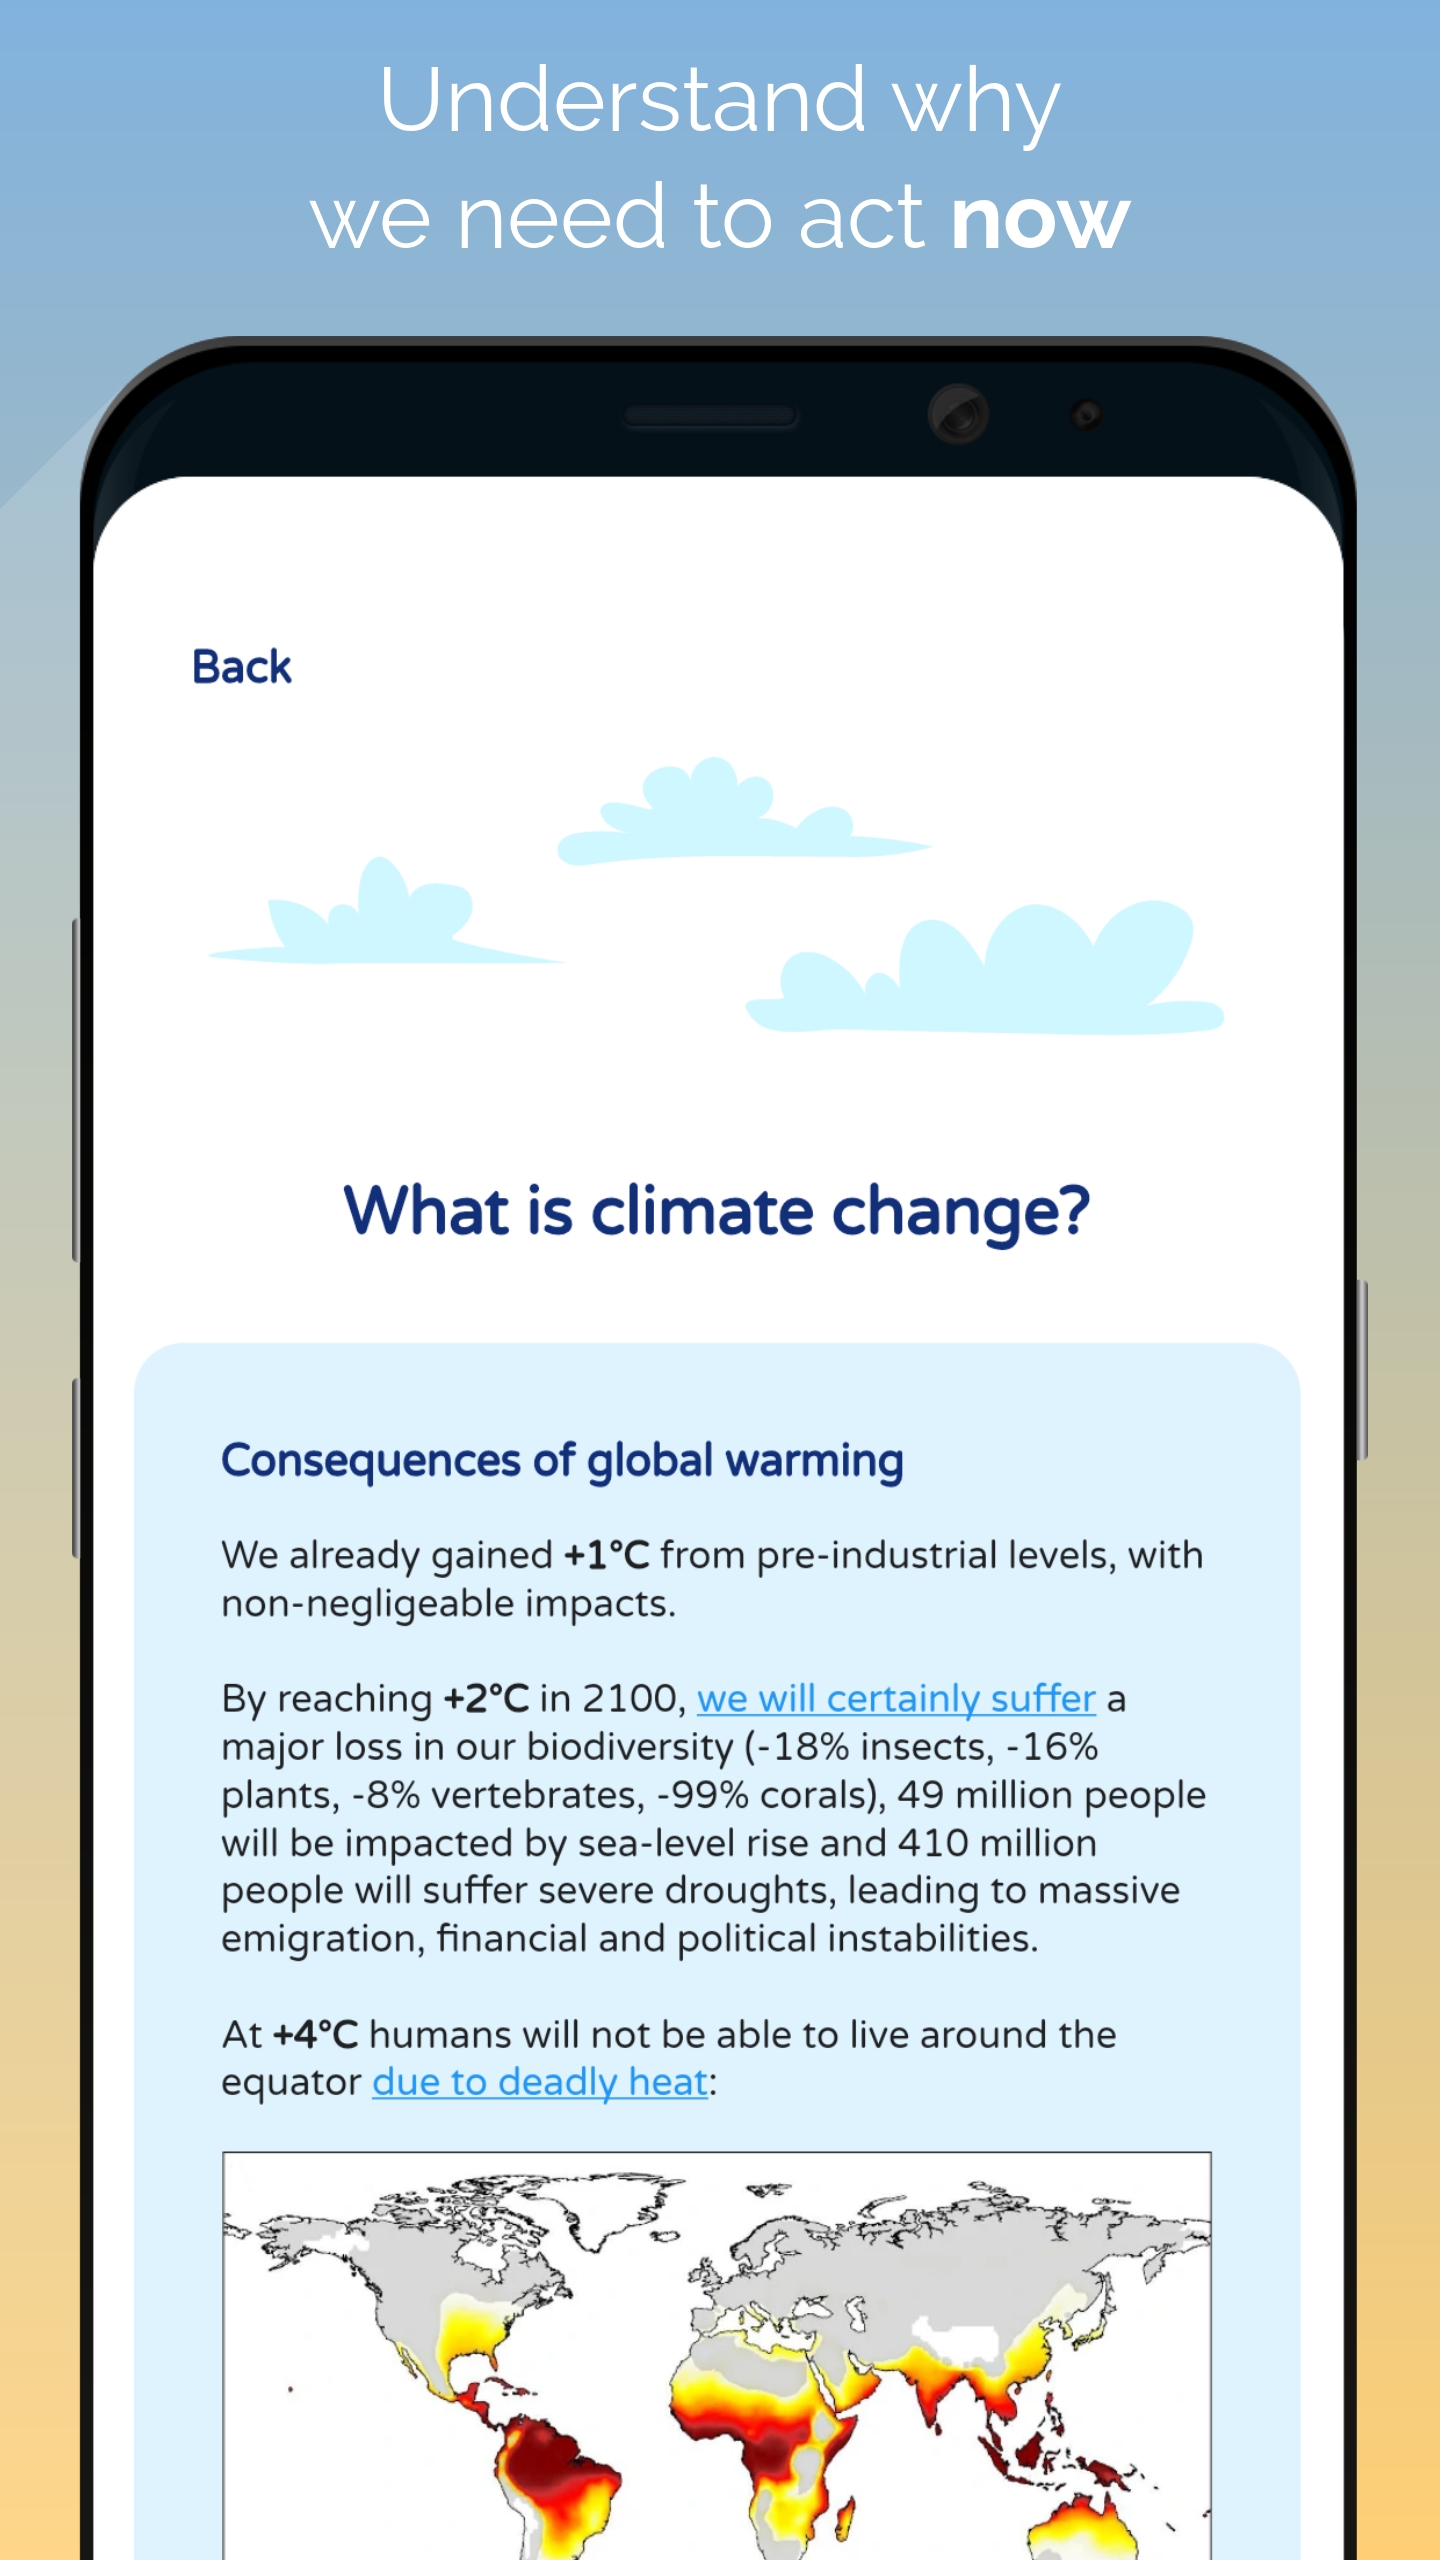 Understand why
we need to act now
Back
What is climate change?
Consequences of global warming
We already gained +1°C from pre-industrial levels, with
non-negligeable impacts.
By reaching +2°C in 2100, we will certainly suffer a
major loss in our biodiversity (-18% insects, -16%
plants, -8% vertebrates, -99% corals), 49 million people
will be impacted by sea-level rise and 410 million
people will suffer severe droughts, leading to massive
emigration, financial and political instabilities.
At +4°C humans will not be able to live around the
equator due to deadly heat: